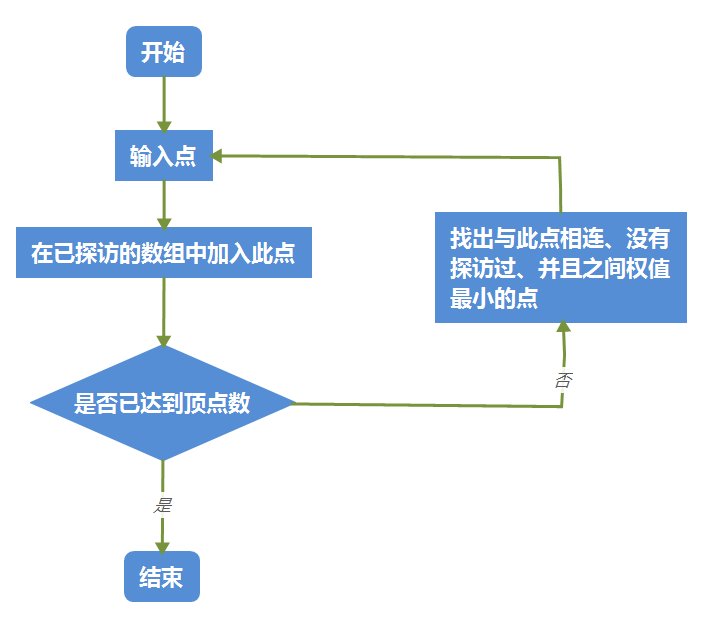 开始
输入点
在已探访的数组中加入此点
是否已达到顶点数
找出与此点相连、没有
探访过、并且之间权值
最小的点
否
是
结束